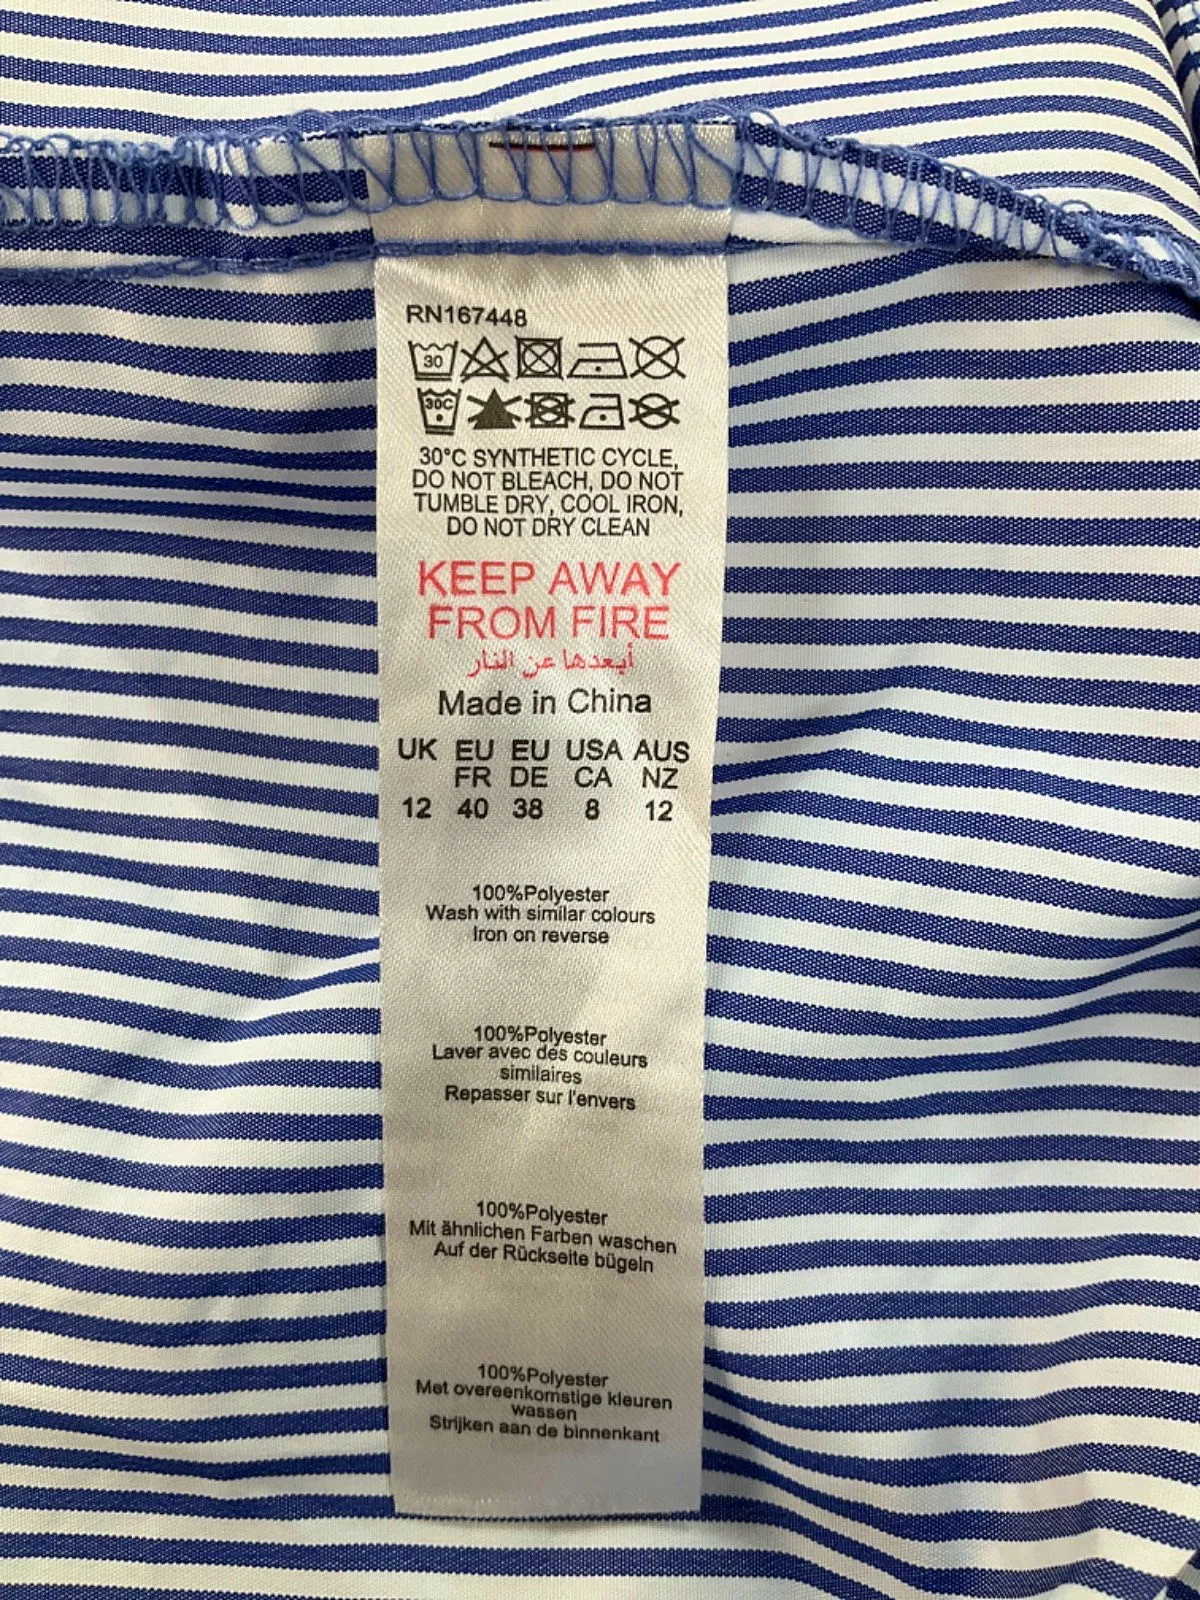 RN167448
30
30C
30°C SYNTHETIC CYCLE,
DO NOT BLEACH, DO NOT
TUMBLE DRY, COOL IRON,
DO NOT DRY CLEAN
KEEP AWAY
FROM FIRE
أبعدها عن النار
Made in China
UK EU EU USA AUS
FR DE CA NZ
12 40 38 8 12
100%Polyester
Wash with similar colours
Iron on reverse
100%Polyester
Laver avec des couleurs
similaires
Repasser sur l'envers
100%Polyester
Mit ähnlichen Farben waschen
Auf der Rückseite bügeln
100%Polyester
Met overeenkomstige kleuren
wassen
Strijken aan de binnenkant